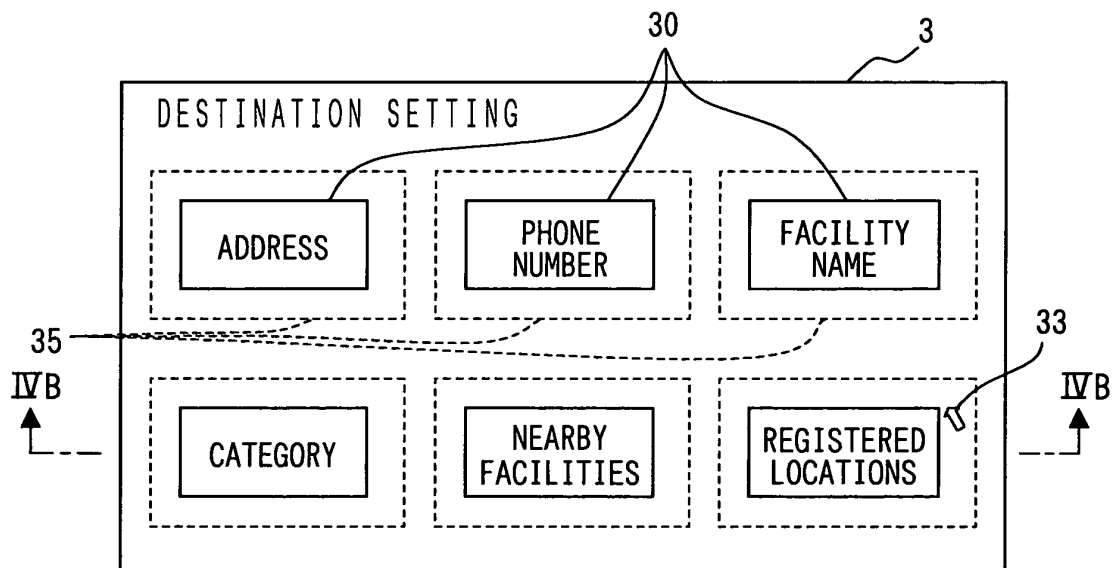 30
3
DESTINATION SETTING
ADDRESS
PHONE
NUMBER
FACILITY
NAME
35
33
IVB
IVB
CATEGORY
NEARBY
FACILITIES
REGISTERED
LOCATIONS